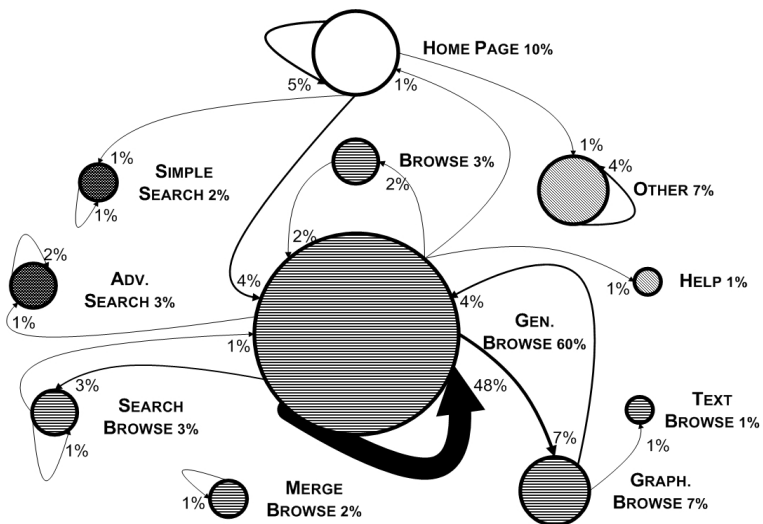 HOME PAGE 10%
5%
1%
1%
1%
4%
SIMPLE
SEARCH 2%
BROWSE 3%
OTHER 7%
1%
2%
2%
2%
ADV.
SEARCH 3%
4%
4%
1%
HELP 1%
1%
1%
GEN.
BROWSE 60%
3%
48%
SEARCH
BROWSE 3%
TEXT
BROWSE 1%
1%
7%
1%
MERGE
BROWSE 2%
1%
GRAPH.
BROWSE 7%